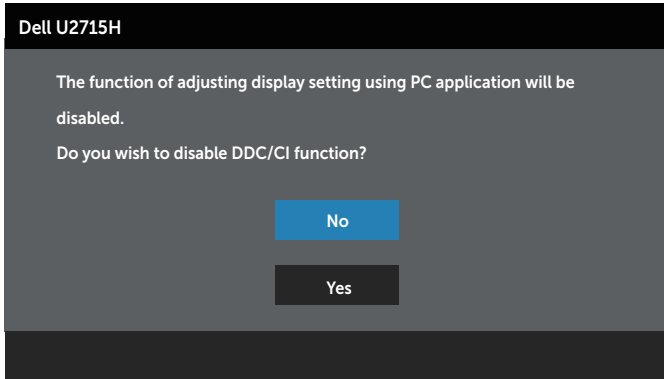 Dell U2715H
The function of adjusting display setting using PC application will be
disabled.
Do you wish to disable DDC/CI function?
No
Yes